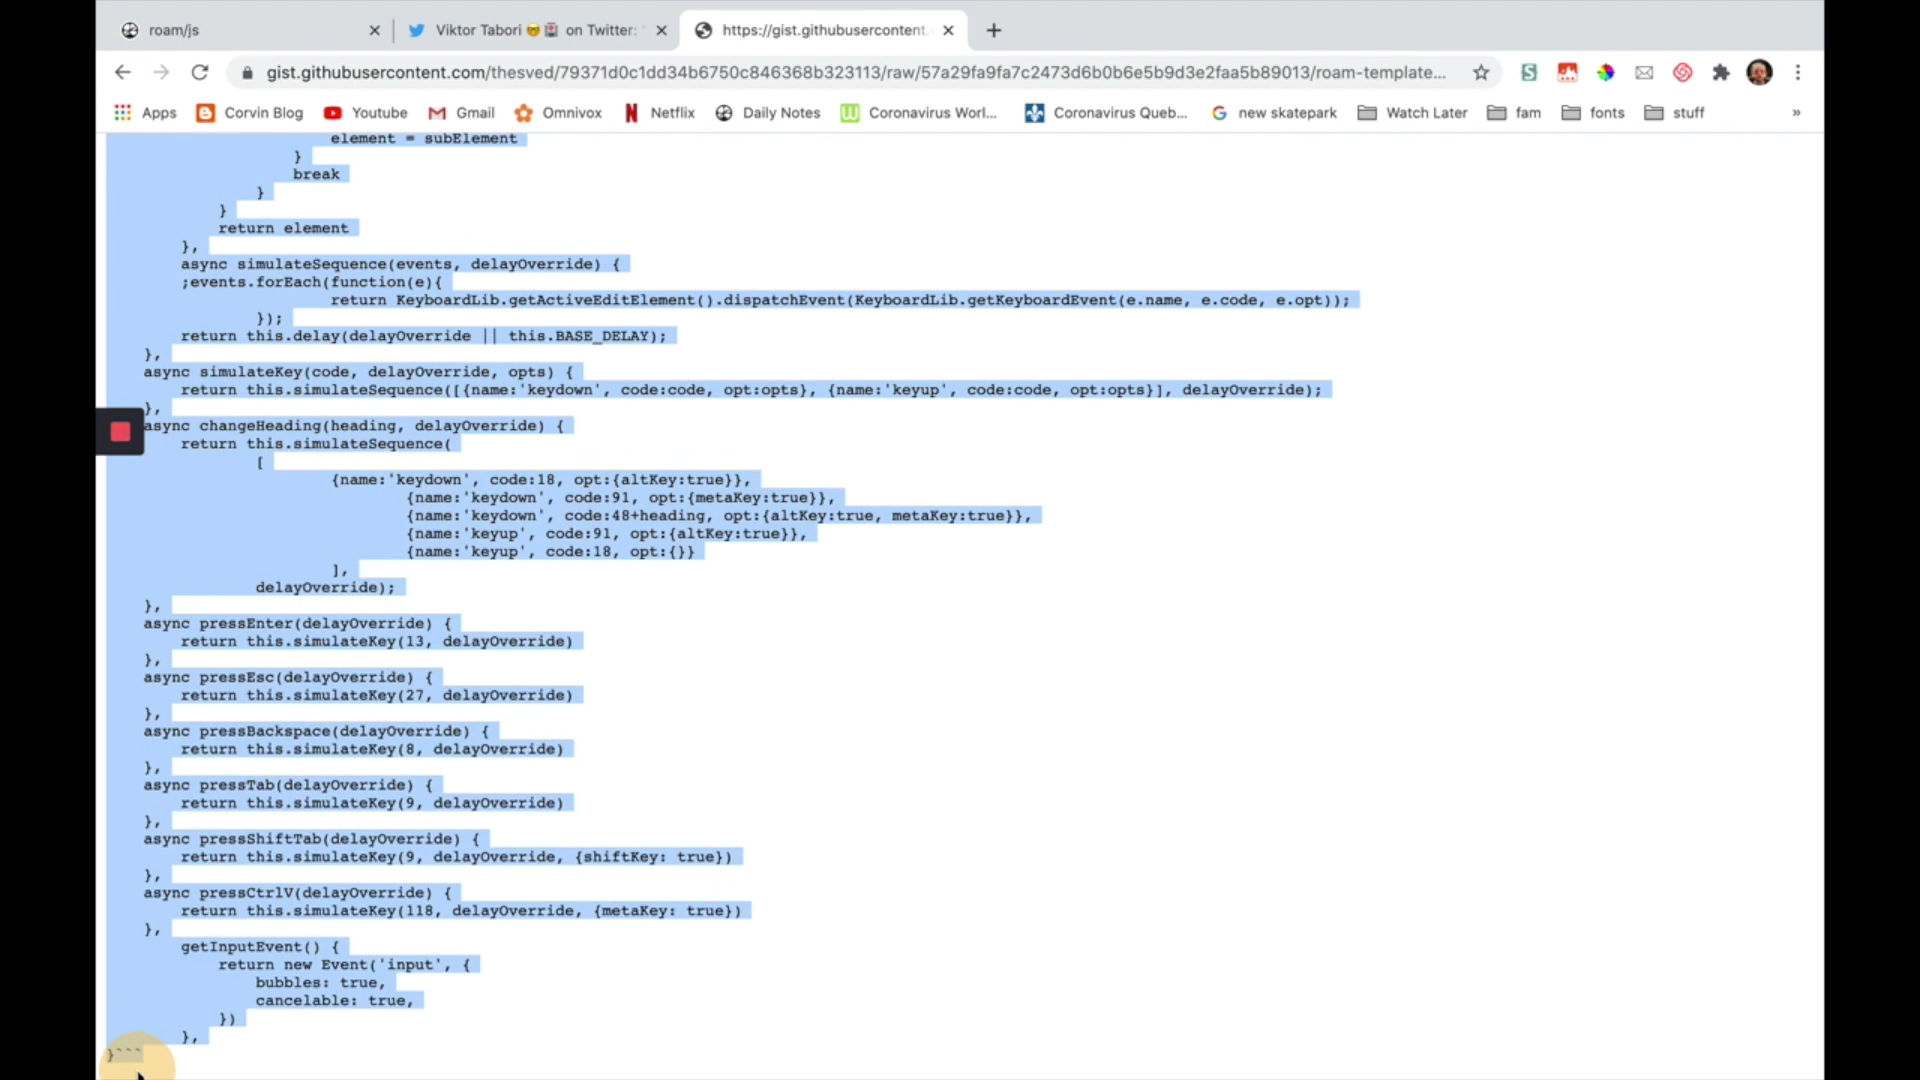 roam/js
Viktor Tabori on Twitter:
https://gist.githubusercontent.
gist.githubusercontent.com/thesved/79371d0c1dd34b6750c846368b323113/raw/57a29fa9fa7c2473d6b0b6e5b9d3e2faa5b89013/roam-template...
Apps Corvin Blog Youtube Gmail Omnivox Netflix Daily Notes Coronavirus Worl... Coronavirus Queb... new skatepark Watch Later fam fonts stuff »
element = subElement
}
break
}
}
return element
},
async simulateSequence(events, delayOverride) {
;events.forEach(function(e){
return KeyboardLib.getActiveEditElement().dispatchEvent(KeyboardLib.getKeyboardEvent(e.name, e.code, e.opt));
});
return this.delay(delayOverride || this.BASE_DELAY);
},
async simulateKey(code, delayOverride, opts) {
return this.simulateSequence([{name:'keydown', code:code, opt:opts}, {name:'keyup', code:code, opt:opts}], delayOverride);
},
async changeHeading(heading, delayOverride) {
return this.simulateSequence(
[
{name:'keydown', code:18, opt:{altKey:true}},
{name:'keydown', code:91, opt:{metaKey:true}},
{name:'keydown', code:48+heading, opt:{altKey:true, metaKey:true}},
{name:'keyup', code:91, opt:{altKey:true}},
{name:'keyup', code:18, opt:{}}
],
delayOverride);
},
async pressEnter(delayOverride) {
return this.simulateKey(13, delayOverride)
},
async pressEsc(delayOverride) {
return this.simulateKey(27, delayOverride)
},
async pressBackspace(delayOverride) {
return this.simulateKey(8, delayOverride)
},
async pressTab(delayOverride) {
return this.simulateKey(9, delayOverride)
},
async pressShiftTab(delayOverride) {
return this.simulateKey(9, delayOverride, {shiftKey: true})
},
async pressCtrlV(delayOverride) {
return this.simulateKey(118, delayOverride, {metaKey: true})
},
getInputEvent() {
return new Event('input', {
bubbles: true,
cancelable: true,
})
},
}```